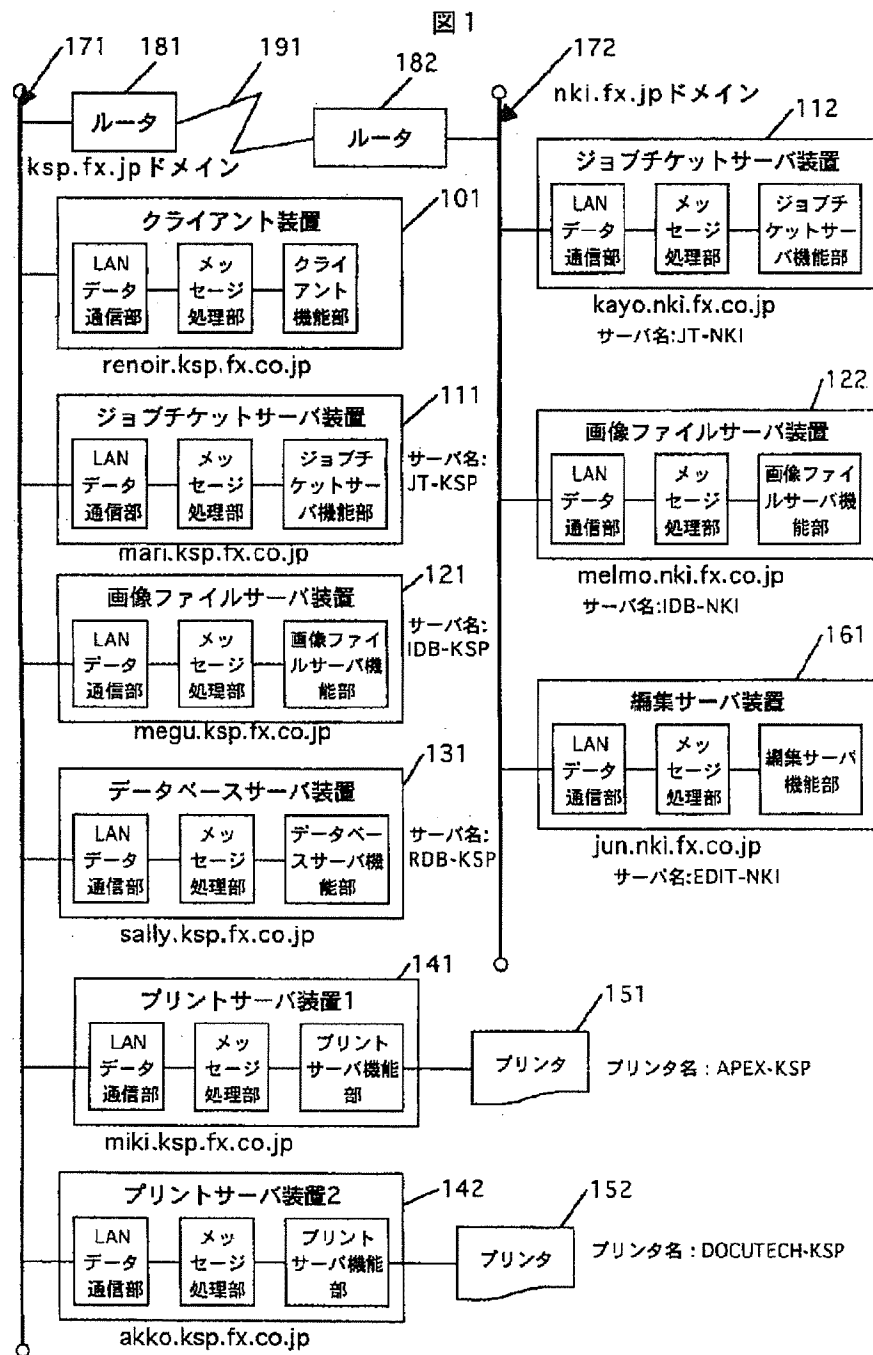 図1
171
181
191
182
172
ルータ
ルータ
ksp.fx.jpドメイン
nki.fx.jpドメイン
101
クライアント装置
LAN
データ
通信部
メッ
セージ
処理部
クライ
アント
機能部
renoir.ksp.fx.co.jp
111
ジョブチケットサーバ装置
LAN
データ
通信部
メッ
セージ
処理部
ジョブチ
ケットサー
バ機能部
サーバ名:
JT-KSP
mari.ksp.fx.co.jp
121
画像ファイルサーバ装置
LAN
データ
通信部
メッ
セージ
処理部
画像ファイ
ルサーバ機
能部
サーバ名:
IDB-KSP
megu.ksp.fx.co.jp
131
データベースサーバ装置
LAN
データ
通信部
メッ
セージ
処理部
データベー
スサーバ機
能部
サーバ名:
RDB-KSP
sally.ksp.fx.co.jp
141
プリントサーバ装置1
LAN
データ
通信部
メッ
セージ
処理部
プリント
サーバ機能
部
miki.ksp.fx.co.jp
151
プリンタ
プリンタ名:APEX-KSP
142
プリントサーバ装置2
LAN
データ
通信部
メッ
セージ
処理部
プリント
サーバ機能
部
akko.ksp.fx.co.jp
152
プリンタ
プリンタ名:DOCUTECH-KSP
112
ジョブチケットサーバ装置
LAN
データ
通信部
メッ
セージ
処理部
ジョブチ
ケットサー
バ機能部
kayo.nki.fx.co.jp
サーバ名:JT-NKI
122
画像ファイルサーバ装置
LAN
データ
通信部
メッ
セージ
処理部
画像ファイ
ルサーバ機
能部
melmo.nki.fx.co.jp
サーバ名:IDB-NKI
161
編集サーバ装置
LAN
データ
通信部
メッ
セージ
処理部
編集サーバ
機能部
jun.nki.fx.co.jp
サーバ名:EDIT-NKI